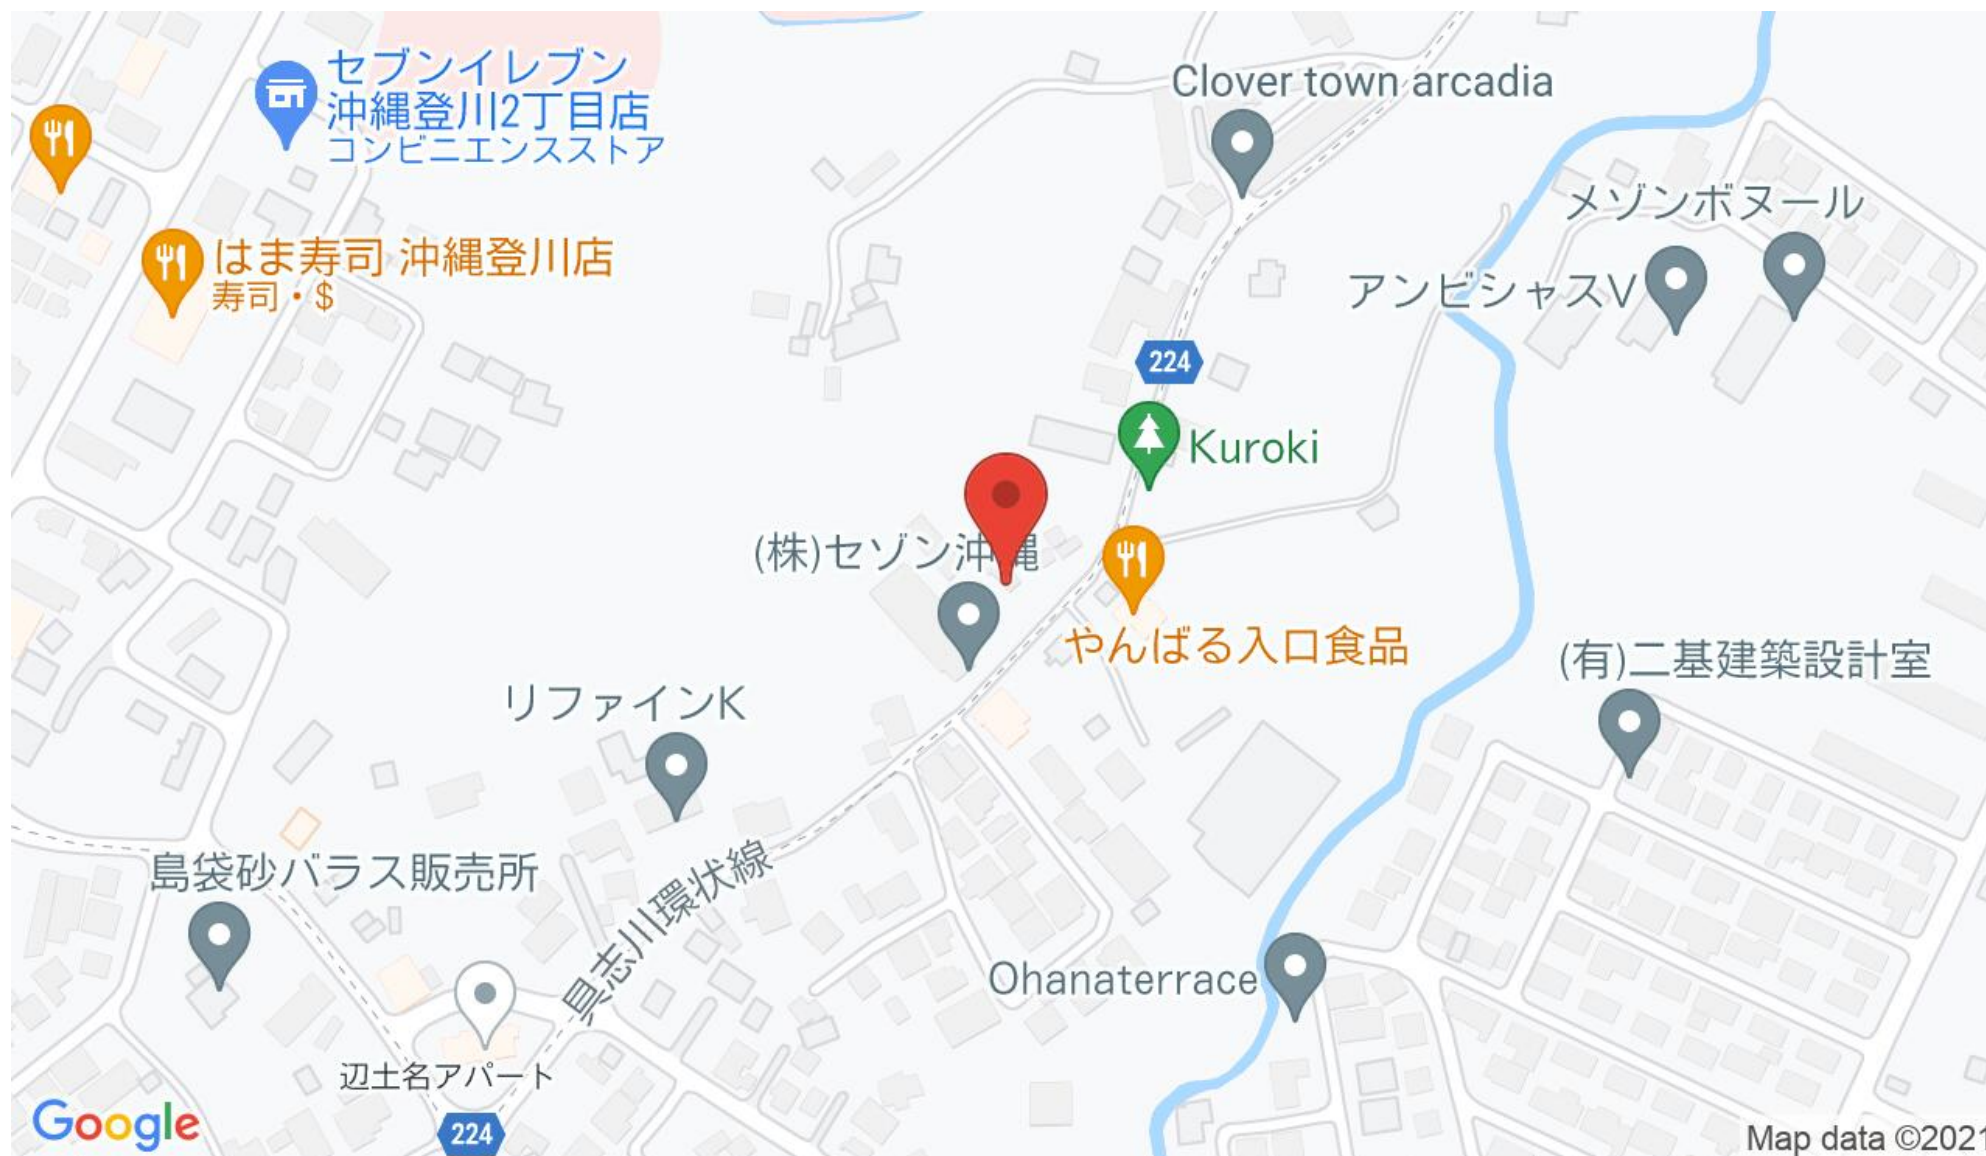 セブンイレブン
沖縄登川2丁目店
コンビニエンスストア
Clover town arcadia
メゾンボヌール
はま寿司 沖縄登川店
寿司・$
アンビシャスV
224
Kuroki
(株)セゾン沖縄
やんばる入口食品
(有)二基建築設計室
リファインK
島袋砂バラス販売所
具志川環状線
Ohanaterrace
辺土名アパート
Google
224
Map data ©2021